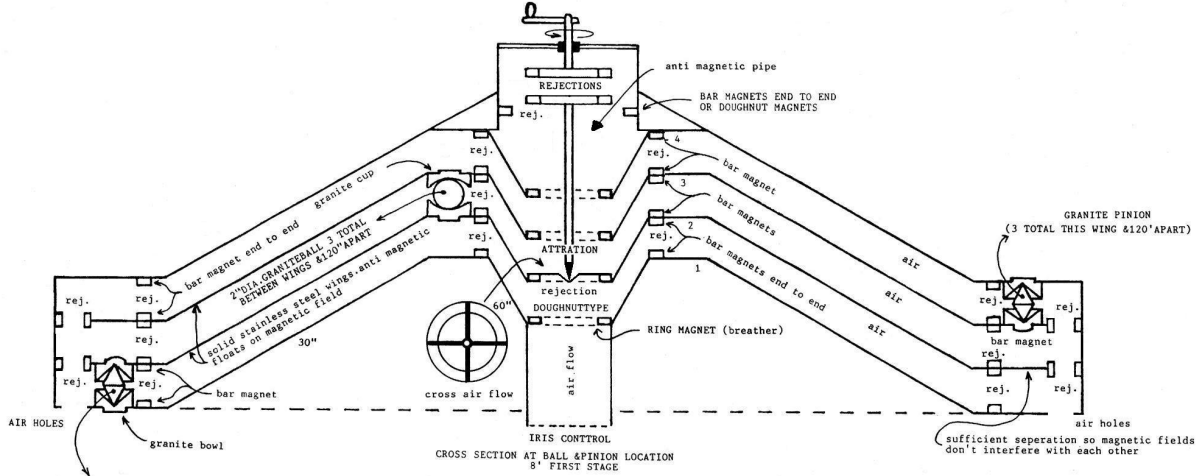 REJECTIONS
anti magnetic pipe
BAR MAGNETS END TO END
OR DOUGHNUT MAGNETS
rej.
rej.
rej.
4
bar magnet
rej.
rej.
3
bar magnets
granite cup
bar magnet end to end
2"DIA.GRANITEBALL 3 TOTAL
BETWEEN WINGS &120"APART
solid stainless steel wings.anti magnetic
floats on magnetic field
30"
ATTRATION
rej.
rej.
2
bar magnets end to end
1
60"
rejection
DOUGHNUTTYPE
RING MAGNET (breather)
air flow
cross air flow
air
air
air
GRANITE PINION
(3 TOTAL THIS WING &120'APART)
rej.
rej.
rej.
rej.
rej.
bar magnet
AIR HOLES
granite bowl
rej.
bar magnet
rej.
rej.
rej.
rej.
air holes
sufficient seperation so magnetic fields
don't interfere with each other
IRIS CONTTROL
CROSS SECTION AT BALL &PINION LOCATION
8' FIRST STAGE